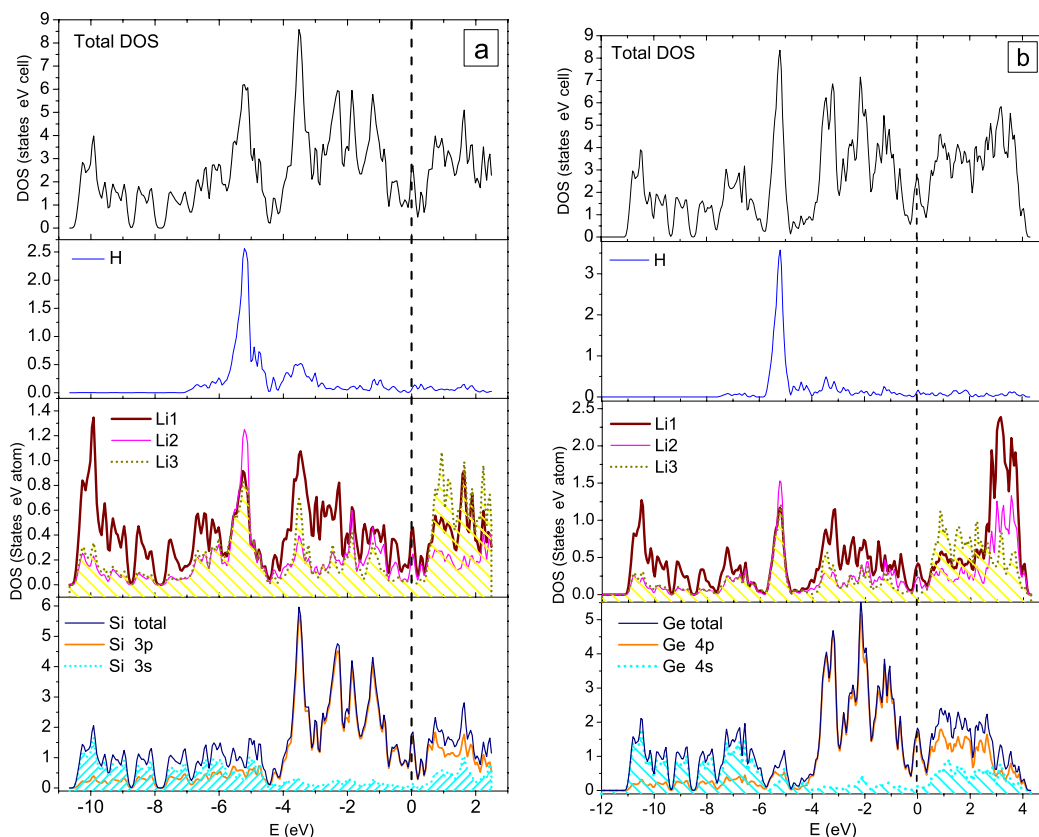 Total DOS
a
DOS (states eV cell)
9
8
7
6
5
4
3
2
1
0
H
2.5
2.0
1.5
1.0
0.5
0.0
Li1
Li2
Li3
DOS (States eV atom)
1.4
1.2
1.0
0.8
0.6
0.4
0.2
0.0
Si total
Si 3p
Si 3s
6
5
4
3
2
1
0
-10 -8 -6 -4 -2 0 2
E (eV)
Total DOS
b
DOS (states eV cell)
9
8
7
6
5
4
3
2
1
0
H
3
2
1
0
Li1
Li2
Li3
DOS (States eV atom)
2.5
2.0
1.5
1.0
0.5
0.0
Ge total
Ge 4p
Ge 4s
5
4
3
2
1
0
-12 -10 -8 -6 -4 -2 0 2 4
E (eV)